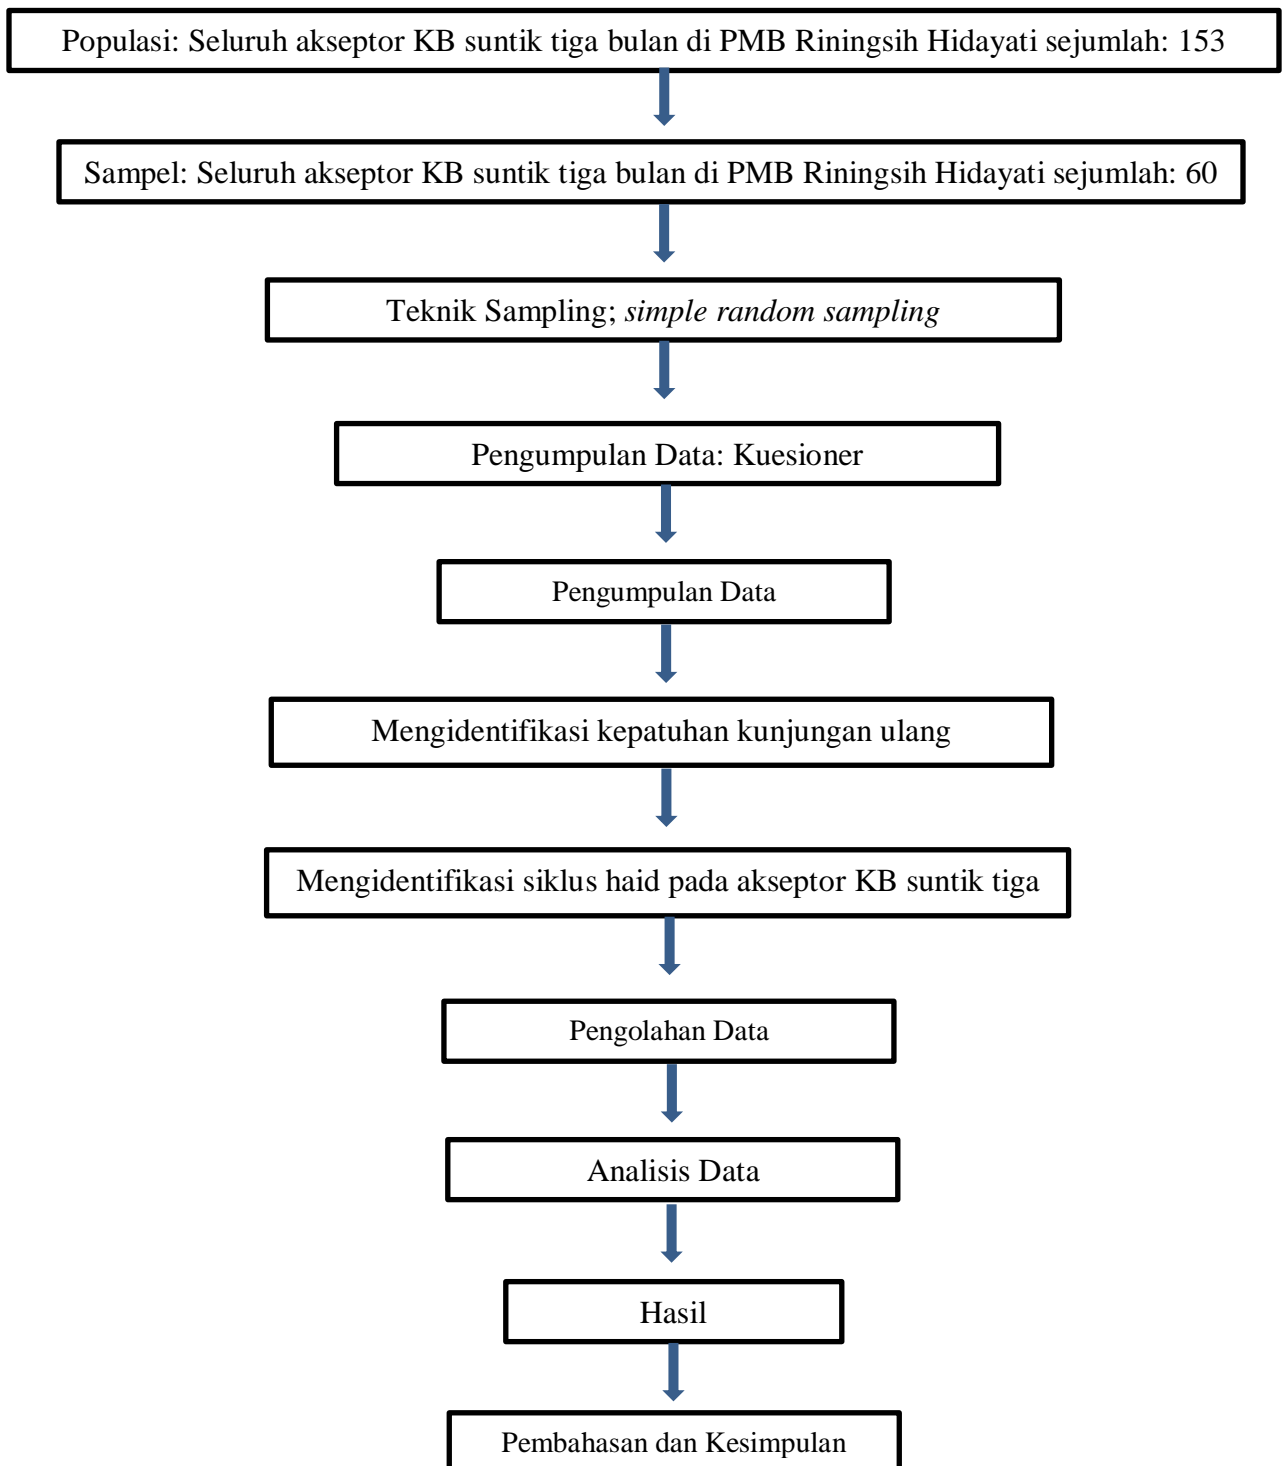 Populasi: Seluruh akseptor KB suntik tiga bulan di PMB Riningsih Hidayati sejumlah: 153
Sampel: Seluruh akseptor KB suntik tiga bulan di PMB Riningsih Hidayati sejumlah: 60
Teknik Sampling; simple random sampling
Pengumpulan Data: Kuesioner
Pengumpulan Data
Mengidentifikasi kepatuhan kunjungan ulang
Mengidentifikasi siklus haid pada akseptor KB suntik tiga
Pengolahan Data
Analisis Data
Hasil
Pembahasan dan Kesimpulan